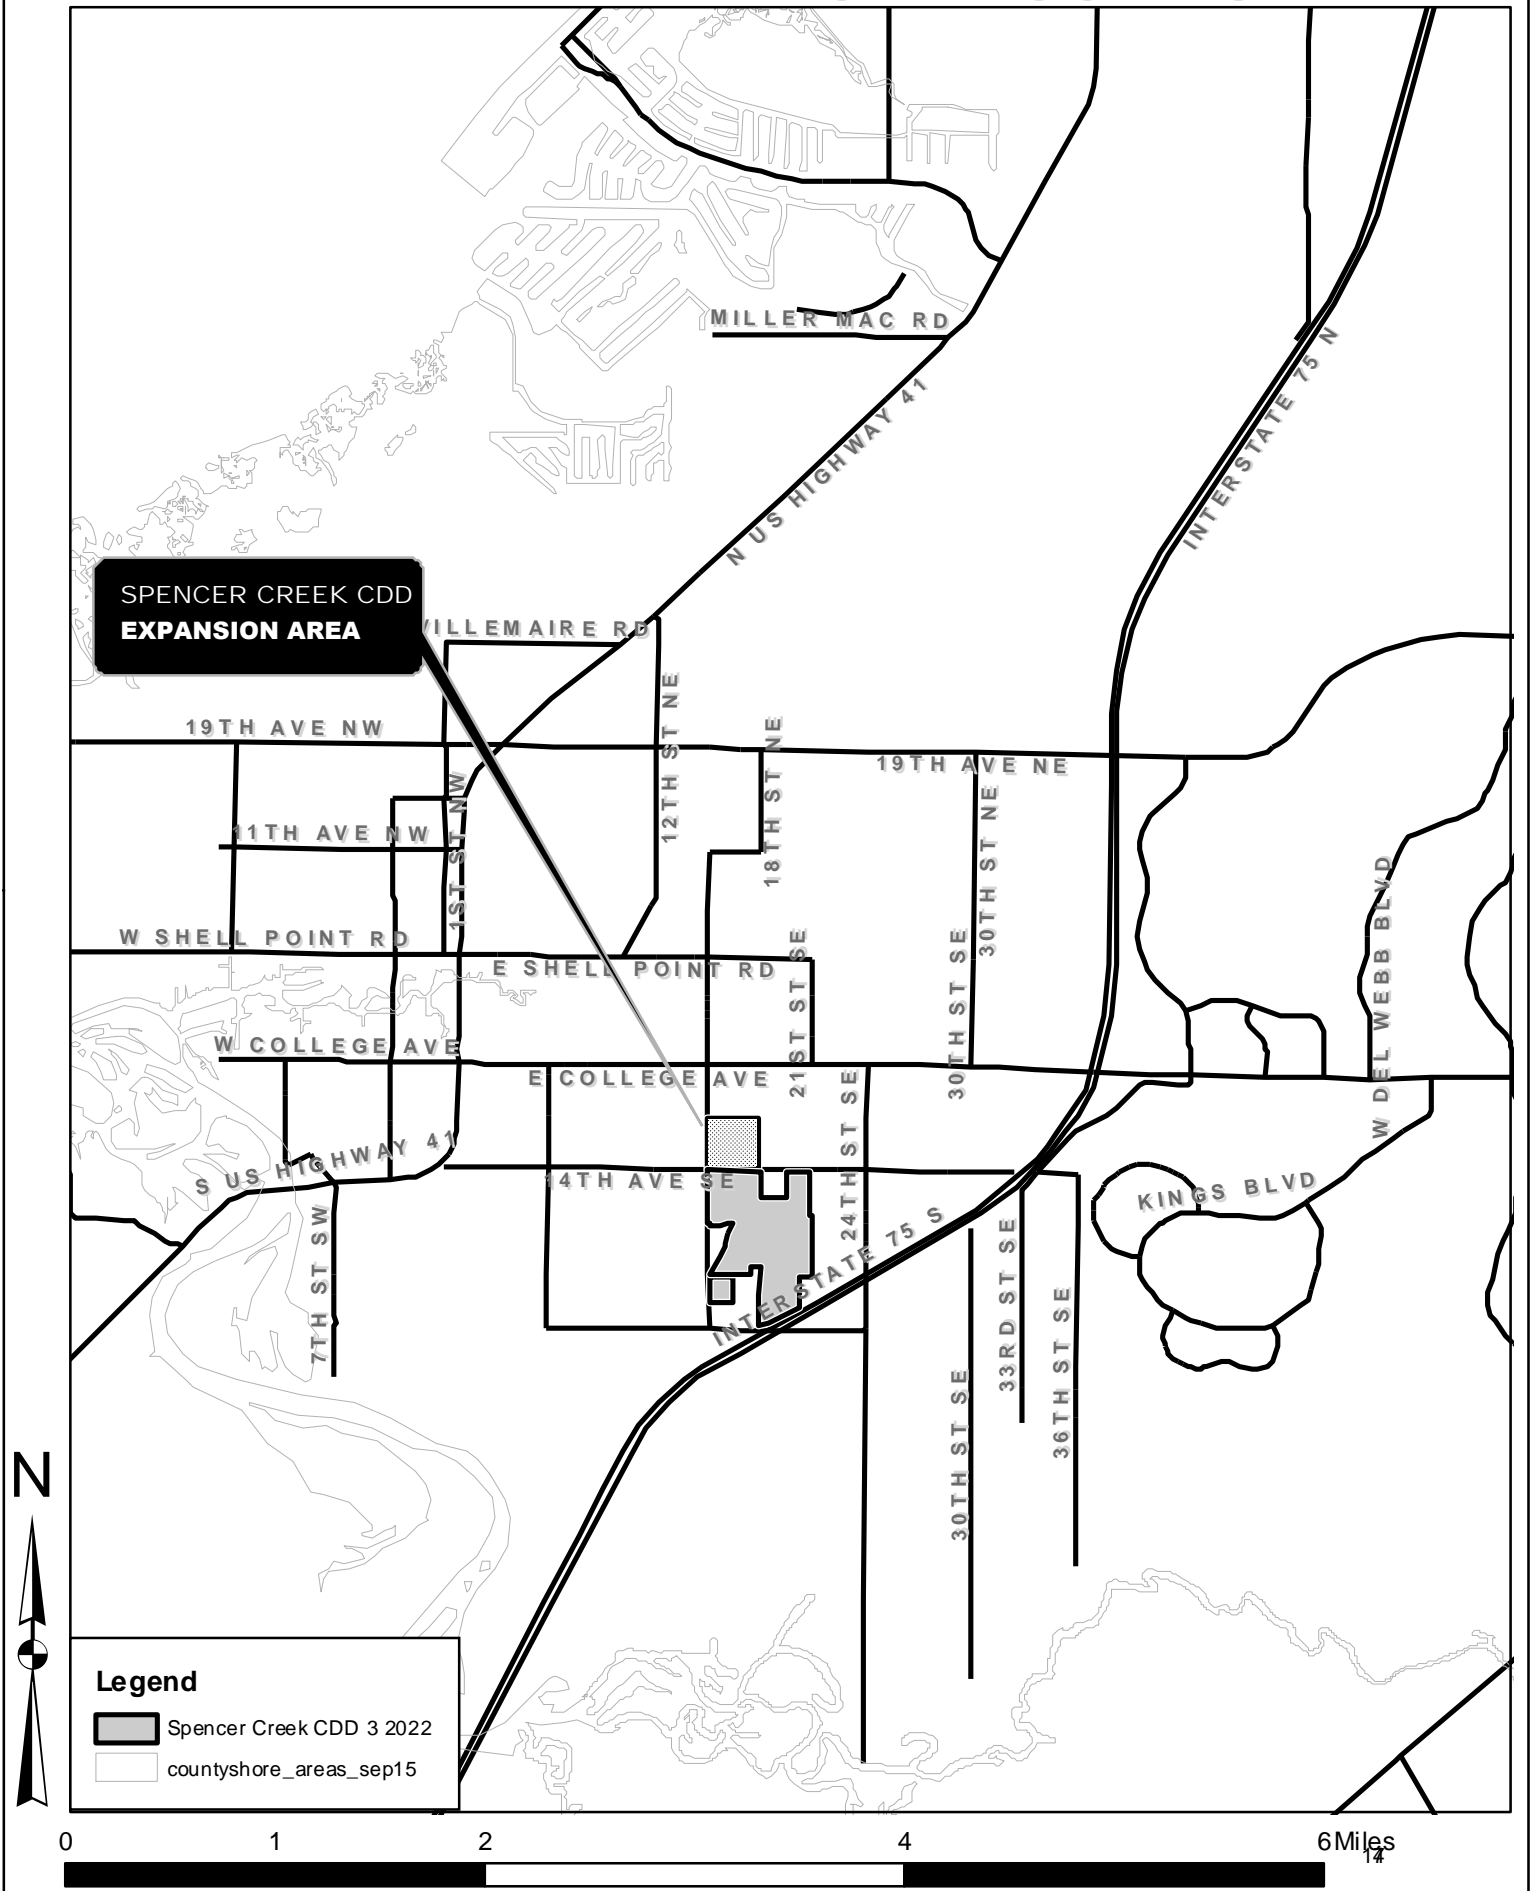 MILLER MAC RD
N US HIGHWAY 41
INTERSTATE 75 N
SPENCER CREEK CDD
EXPANSION AREA
VILLEMAIRE RD
12TH ST NE
18TH ST NE
19TH AVE NW
19TH AVE NE
1ST ST NW
30TH ST NE
11TH AVE NW
W DEL WEBB BLVD
W SHELL POINT RD
E SHELL POINT RD
21ST ST SE
30TH ST SE
W COLLEGE AVE
E COLLEGE AVE
24TH ST SE
S US HIGHWAY 41
14TH AVE SE
KINGS BLVD
7TH ST SW
INTERSTATE 75 S
33RD ST SE
36TH ST SE
30TH ST SE
N
Legend
Spencer Creek CDD 3 2022
countyshore_areas_sep15
0 1 2 4 6 Miles